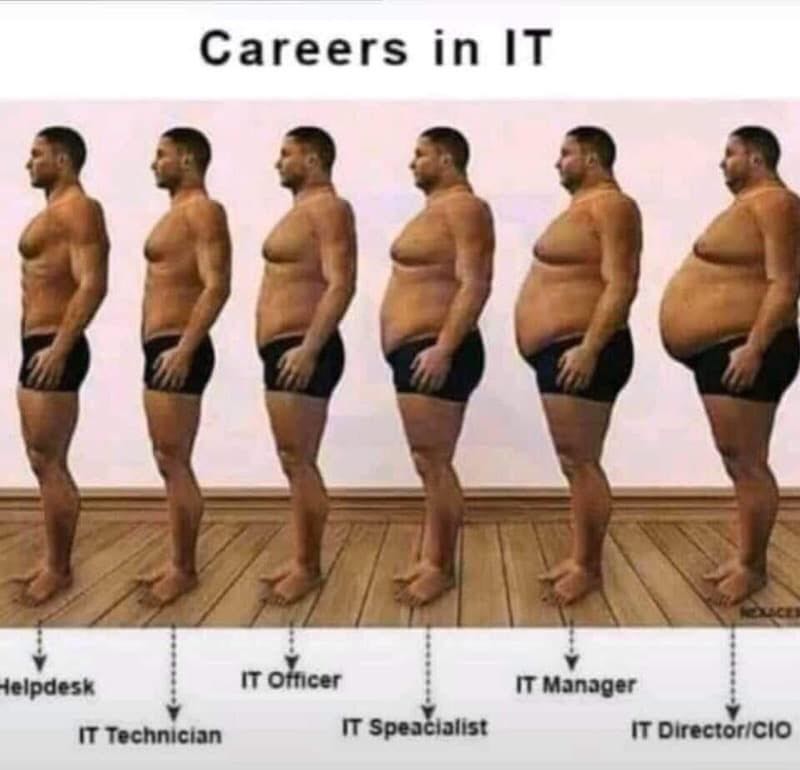 Careers in IT
Helpdesk
IT Technician
IT Officer
IT Speacialist
IT Manager
IT Director/CIO